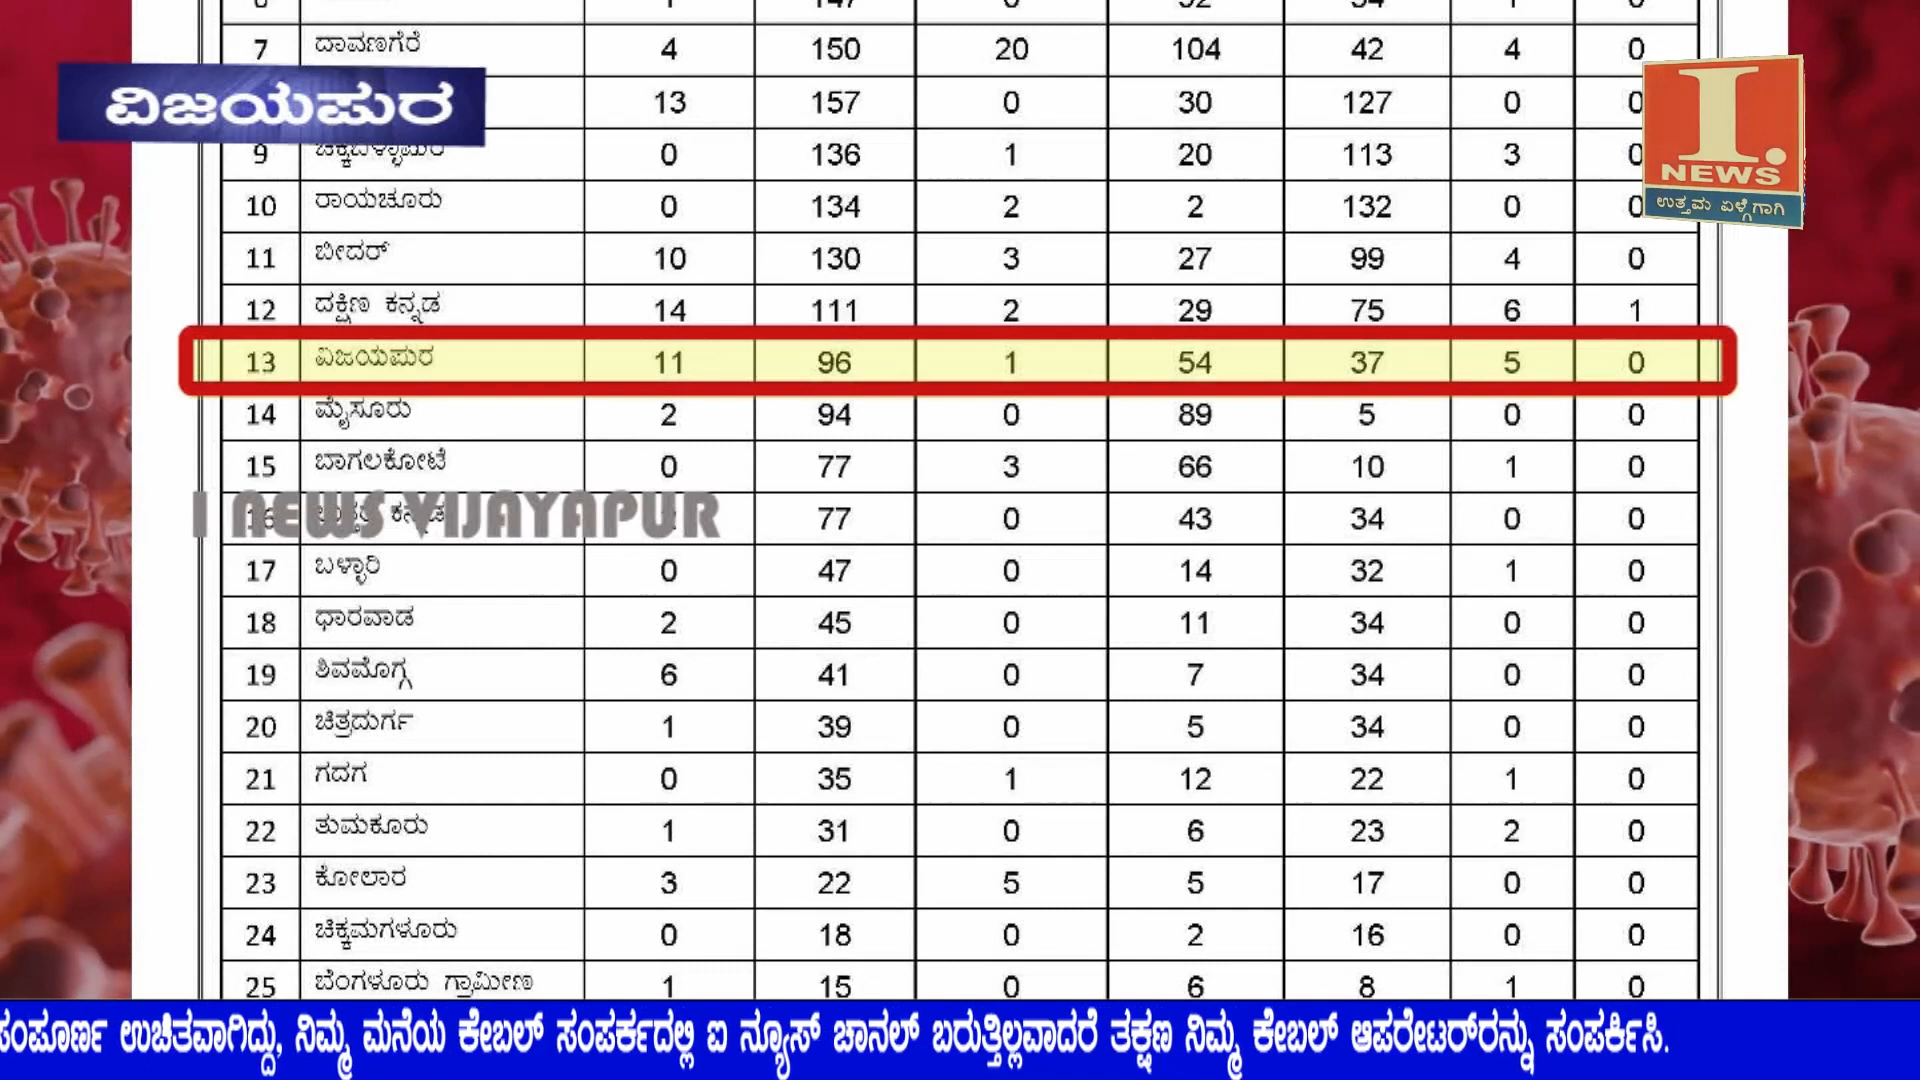 7 ದಾವಣಗೆರೆ 4 150 20 104 42 4 0
ವಿಜಯಪುರ
13 157 0 30 127 0 0
9 ಚಿಕ್ಕಬಳ್ಳಾಪುರ 0 136 1 20 113 3 0
I.
NEWS
ಉತ್ತಮ ಏಳ್ಗೆಗಾಗಿ
10 ರಾಯಚೂರು 0 134 2 2 132 0 0
11 ಬೀದರ್ 10 130 3 27 99 4 0
12 ದಕ್ಷಿಣ ಕನ್ನಡ 14 111 2 29 75 6 1
13 ವಿಜಯಪುರ 11 96 1 54 37 5 0
14 ಮೈಸೂರು 2 94 0 89 5 0 0
15 ಬಾಗಲಕೋಟೆ 0 77 3 66 10 1 0
I NEWS VIJAYAPUR
16 ಕನ್ನಡ 77 0 43 34 0 0
17 ಬಳ್ಳಾರಿ 0 47 0 14 32 1 0
18 ಧಾರವಾಡ 2 45 0 11 34 0 0
19 ಶಿವಮೊಗ್ಗ 6 41 0 7 34 0 0
20 ಚಿತ್ರದುರ್ಗ 1 39 0 5 34 0 0
21 ಗದಗ 0 35 1 12 22 1 0
22 ತುಮಕೂರು 1 31 0 6 23 2 0
23 ಕೋಲಾರ 3 22 5 5 17 0 0
24 ಚಿಕ್ಕಮಗಳೂರು 0 18 0 2 16 0 0
25 ಬೆಂಗಳೂರು ಗ್ರಾಮೀಣ 1 15 0 6 8 1 0
ಸಂಪೂರ್ಣ ಉಚಿತವಾಗಿದ್ದು, ನಿಮ್ಮ ಮನೆಯ ಕೇಬಲ್ ಸಂಪರ್ಕದಲ್ಲಿ ಐ ನ್ಯೂಸ್ ಚಾನಲ್ ಬರುತ್ತಿಲ್ಲವಾದರೆ ತಕ್ಷಣ ನಿಮ್ಮ ಕೇಬಲ್ ಆಪರೇಟರ್‌ರನ್ನು ಸಂಪರ್ಕಿಸಿ.